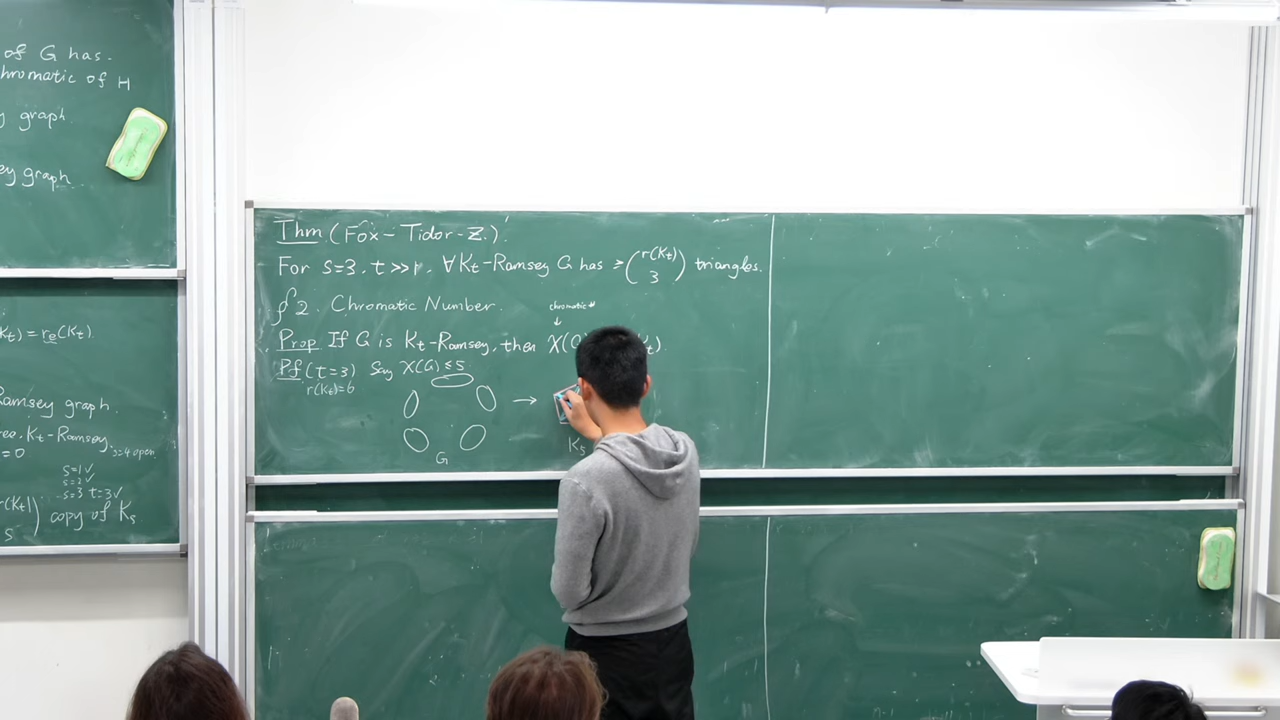 of G has.
hromatic of H
graph
ey graph.
Kt) = re(Kt).
Ramsey graph.
ree. Kt-Ramsey.
=0
s=4 open
s=1 ✓
s=2 ✓
s=3 t=3 ✓
r(Kt)
s ) copy of Ks.
Thm (Fox-Tidor-Z.).
For s=3. t>>1. ∀Kt-Ramsey G has ≥ (r(Kt) 3) triangles.
§2. Chromatic Number.
chromatic #
↓
Prop If G is Kt-Ramsey, then χ(G t).
Pf (t=3) Say χ(G) ≤ 5
r(Kt)=6
→
G
K5